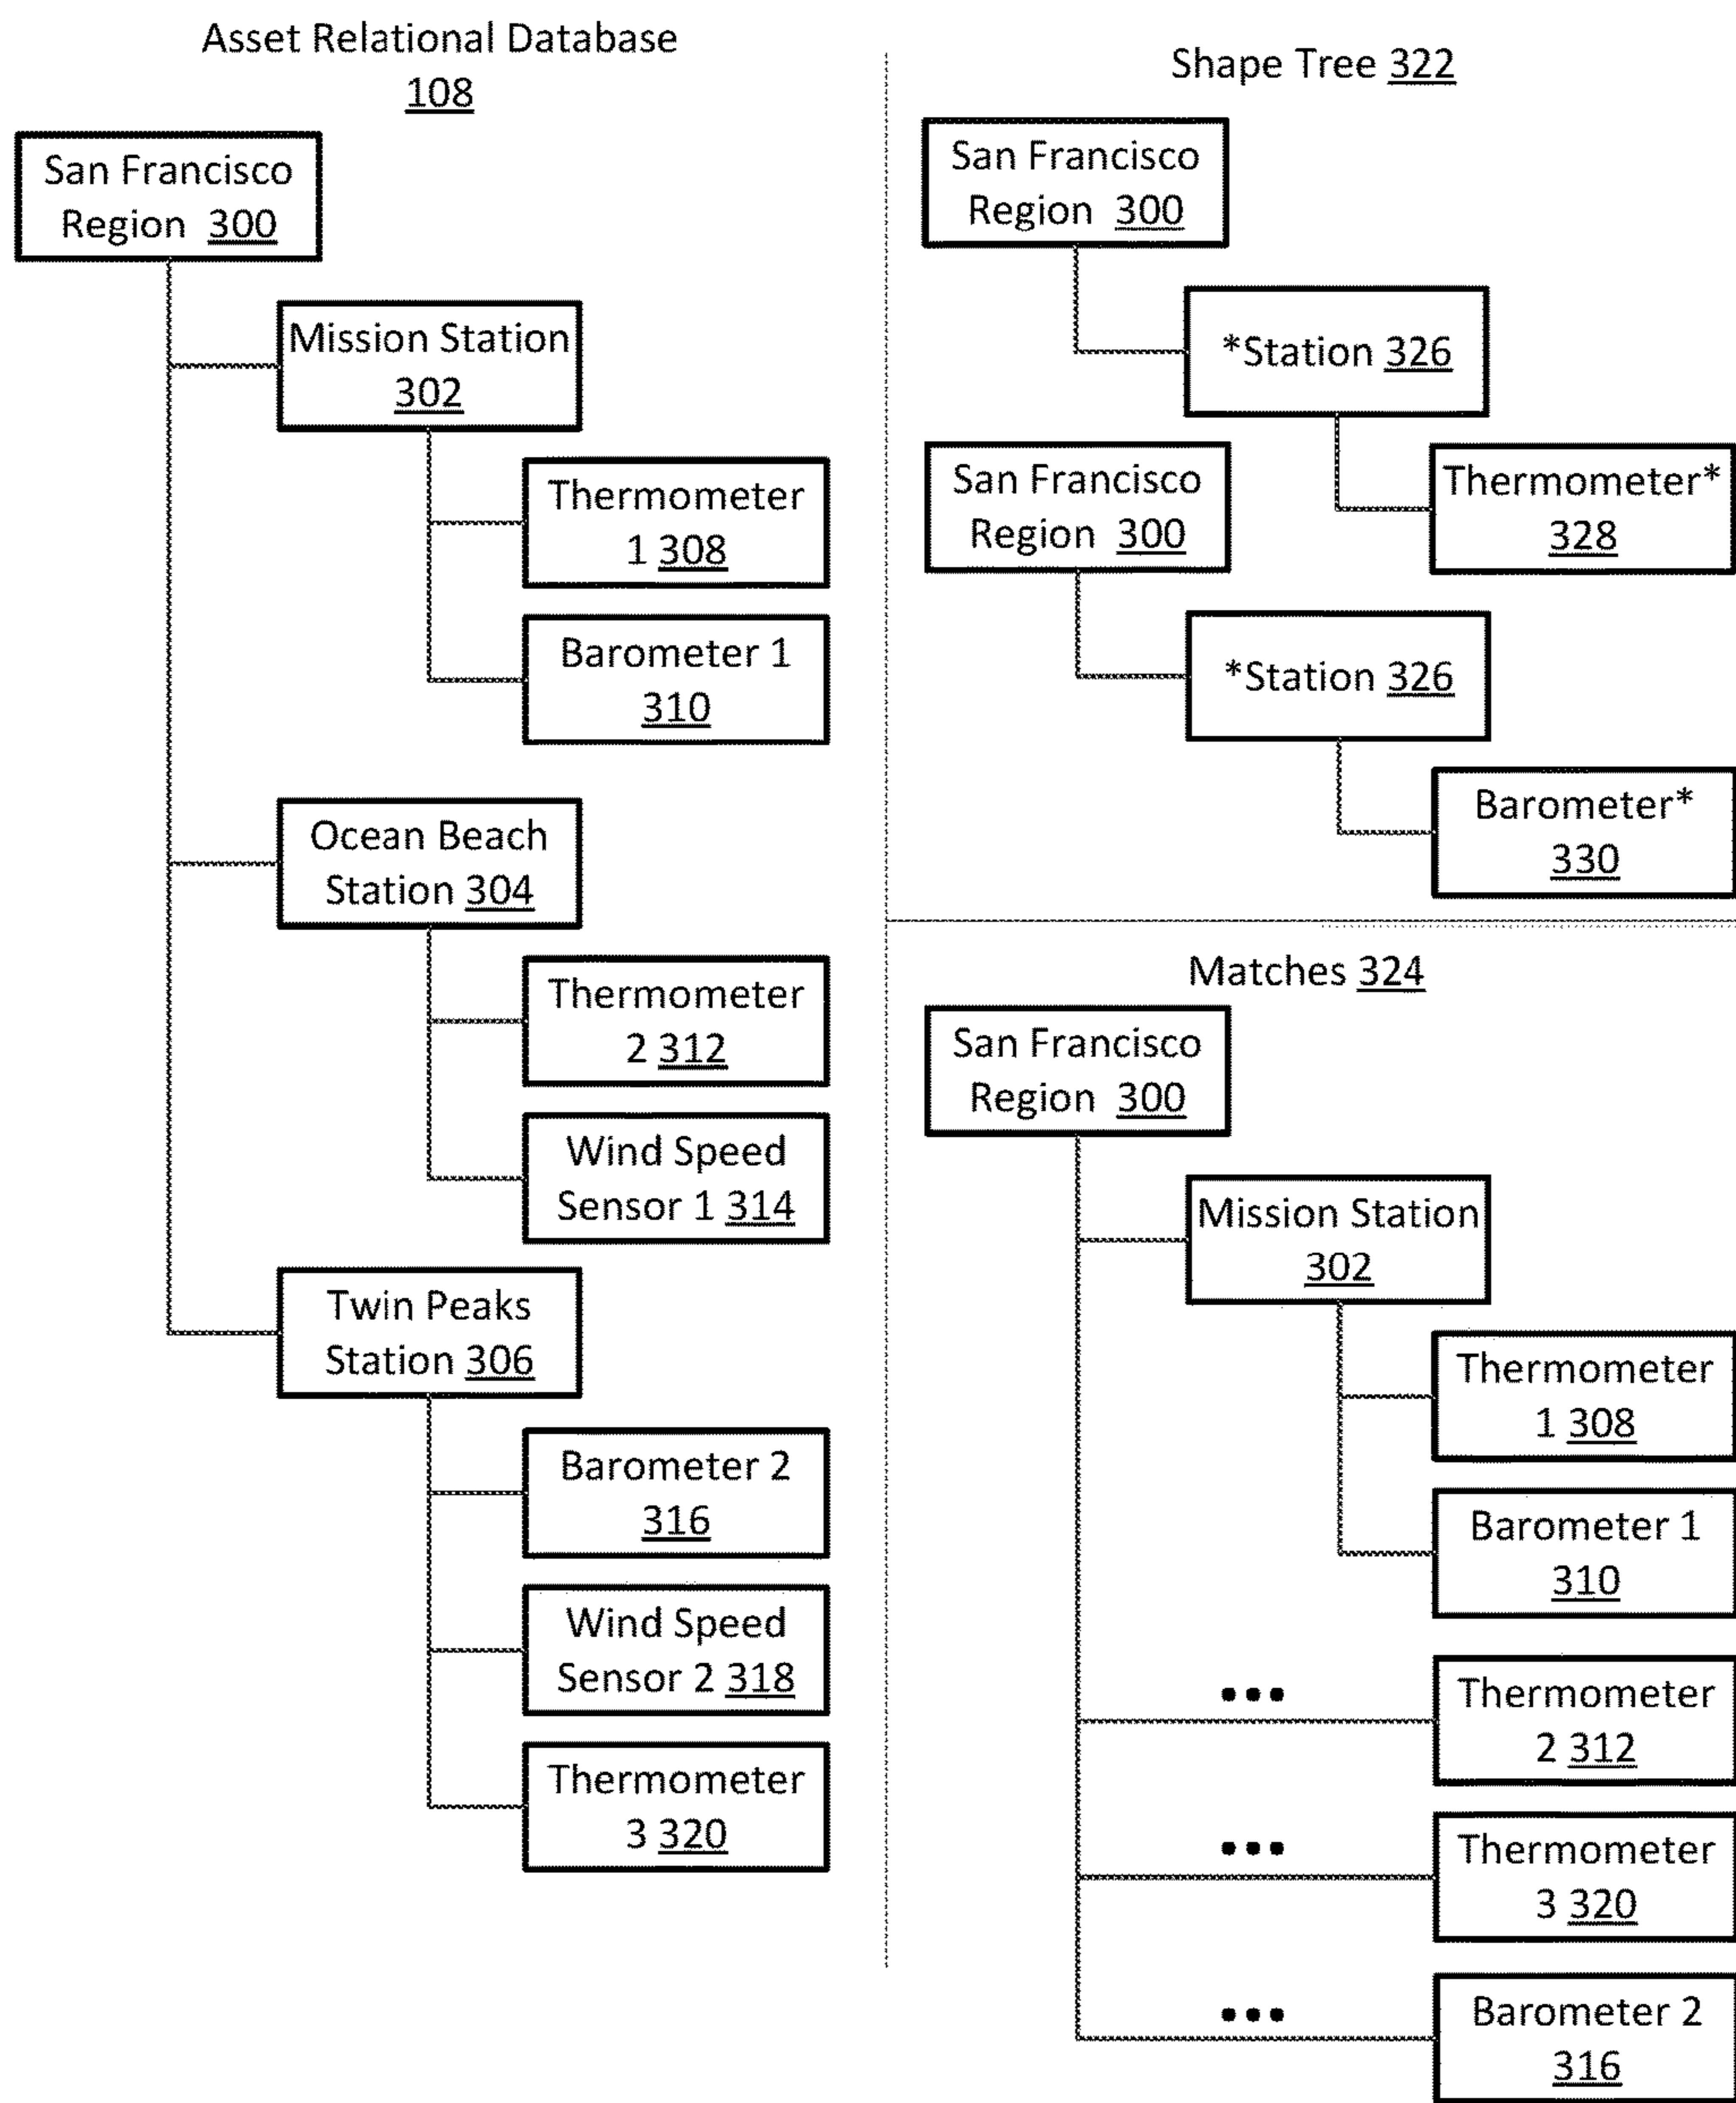 Asset Relational Database
108
San Francisco
Region 300
Mission Station
302
Thermometer
1 308
Barometer 1
310
Ocean Beach
Station 304
Thermometer
2 312
Wind Speed
Sensor 1 314
Twin Peaks
Station 306
Barometer 2
316
Wind Speed
Sensor 2 318
Thermometer
3 320
Shape Tree 322
San Francisco
Region 300
*Station 326
Thermometer*
328
San Francisco
Region 300
*Station 326
Barometer*
330
Matches 324
San Francisco
Region 300
Mission Station
302
Thermometer
1 308
Barometer 1
310
•••
Thermometer
2 312
•••
Thermometer
3 320
•••
Barometer 2
316